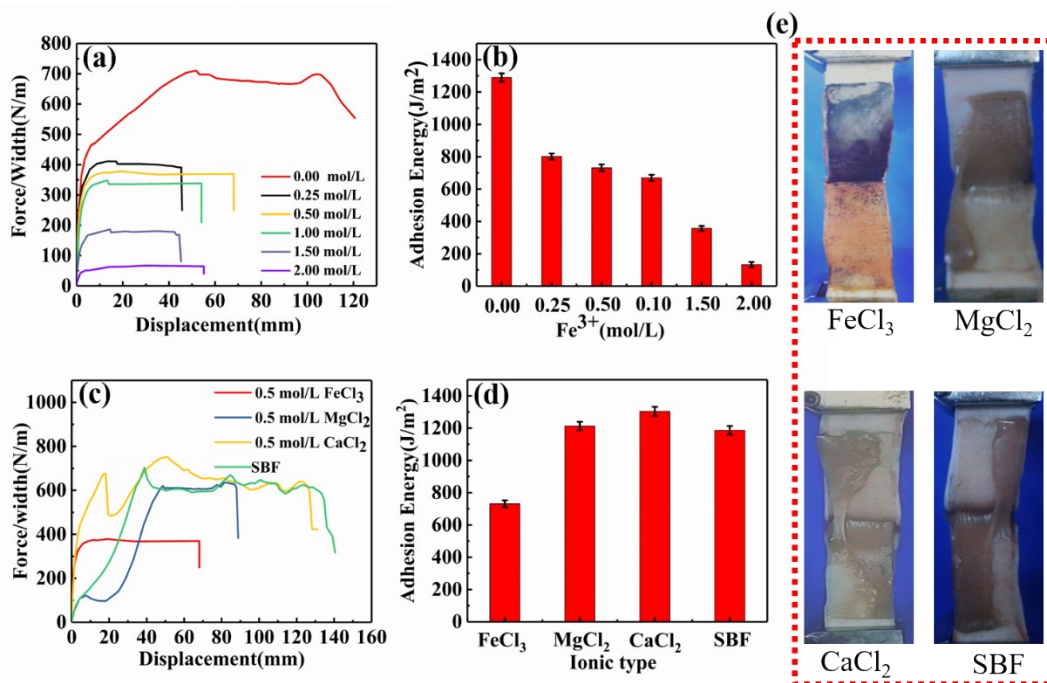 (a)
Force/Width(N/m)
800
700
600
500
400
300
200
100
0
0.00 mol/L
0.25 mol/L
0.50 mol/L
1.00 mol/L
1.50 mol/L
2.00 mol/L
0 20 40 60 80 100 120
Displacement(mm)
(b)
Adhesion Energy(J/m²)
1400
1200
1000
800
600
400
200
0
0.00 0.25 0.50 0.10 1.50 2.00
Fe³⁺(mol/L)
(c)
Force/width(N/m)
1000
800
600
400
200
0
0.5 mol/L FeCl₃
0.5 mol/L MgCl₂
0.5 mol/L CaCl₂
SBF
0 20 40 60 80 100 120 140 160
Displacement(mm)
(d)
Adhesion Energy(J/m²)
1400
1200
1000
800
600
400
200
0
FeCl₃ MgCl₂ CaCl₂ SBF
Ionic type
(e)
FeCl₃ MgCl₂
CaCl₂ SBF